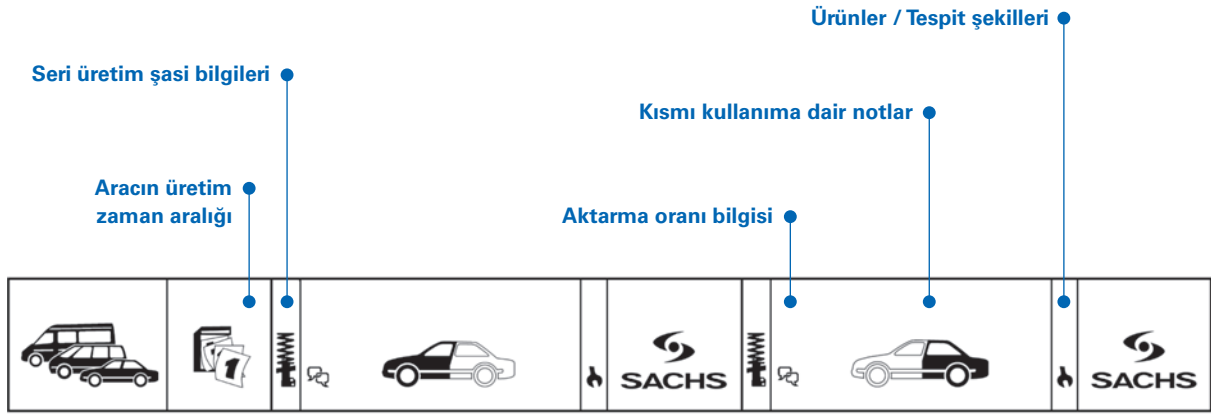 Ürünler / Tespit şekilleri
Seri üretim şasi bilgileri
Kısmı kullanıma dair notlar
Aracın üretim
zaman aralığı
Aktarma oranı bilgisi
1
SACHS
SACHS